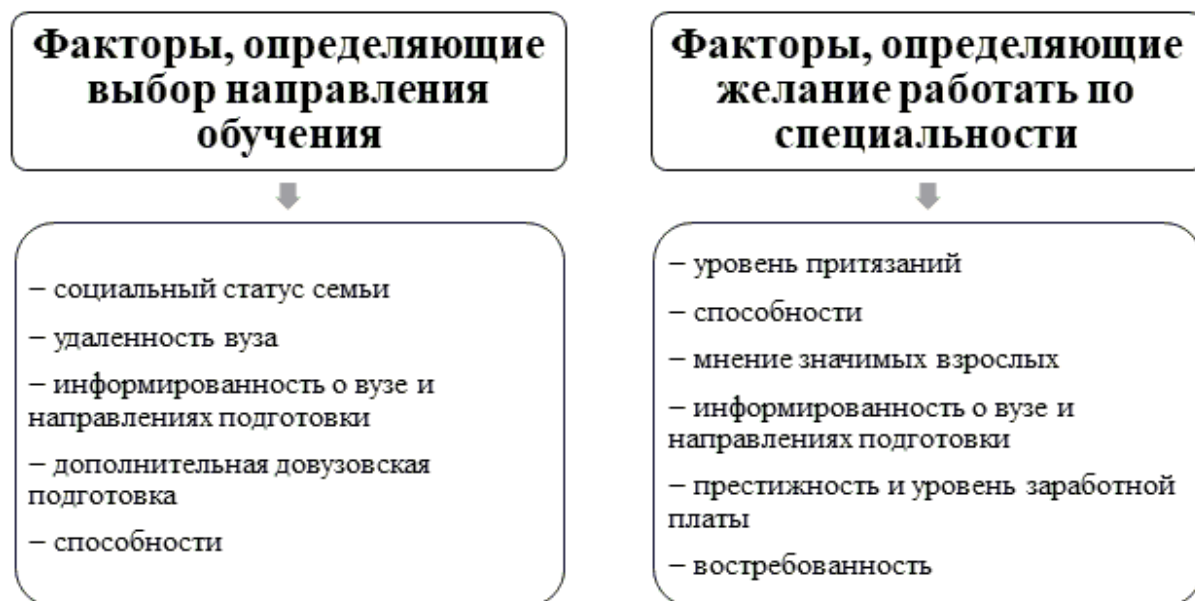 Факторы, определяющие
выбор направления
обучения
− социальный статус семьи
− удаленность вуза
− информированность о вузе и
направлениях подготовки
− дополнительная довузовская
подготовка
− способности
Факторы, определяющие
желание работать по
специальности
− уровень притязаний
− способности
− мнение значимых взрослых
− информированность о вузе и
направлениях подготовки
− престижность и уровень заработной
платы
− востребованность